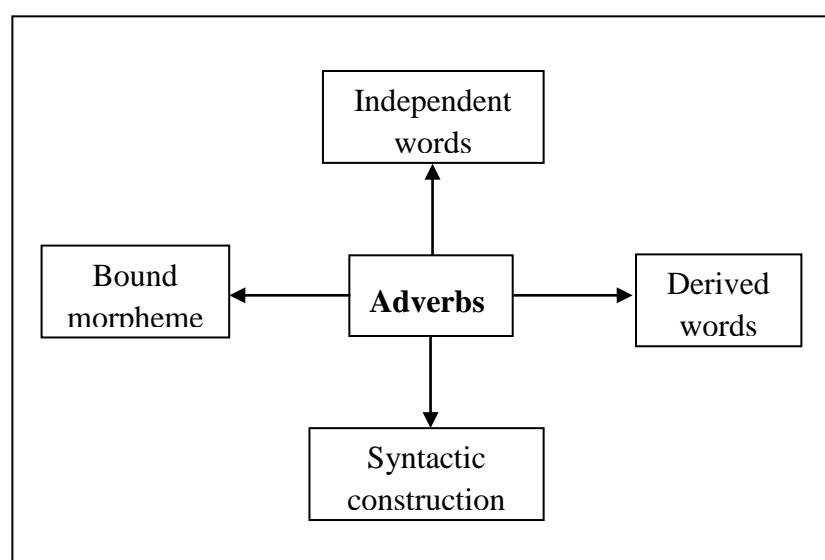 Independent
words
Bound
morpheme
Adverbs
Derived
words
Syntactic
construction